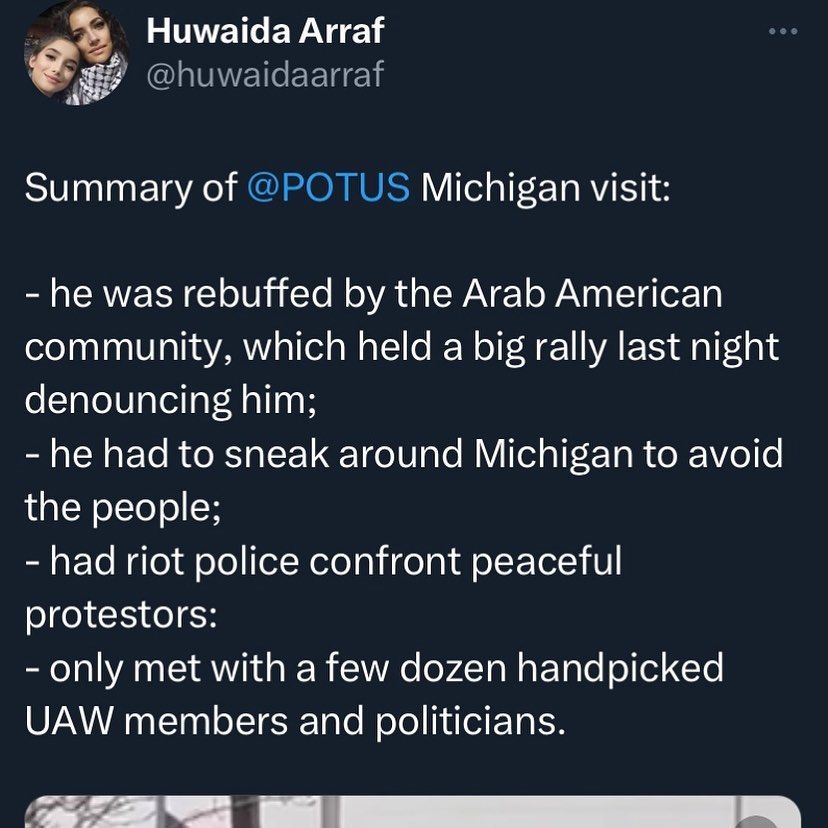 Huwaida Arraf
@huwaidaarraf
Summary of @POTUS Michigan visit:
- he was rebuffed by the Arab American
community, which held a big rally last night
denouncing him;
- he had to sneak around Michigan to avoid
the people;
- had riot police confront peaceful
protestors:
- only met with a few dozen handpicked
UAW members and politicians.